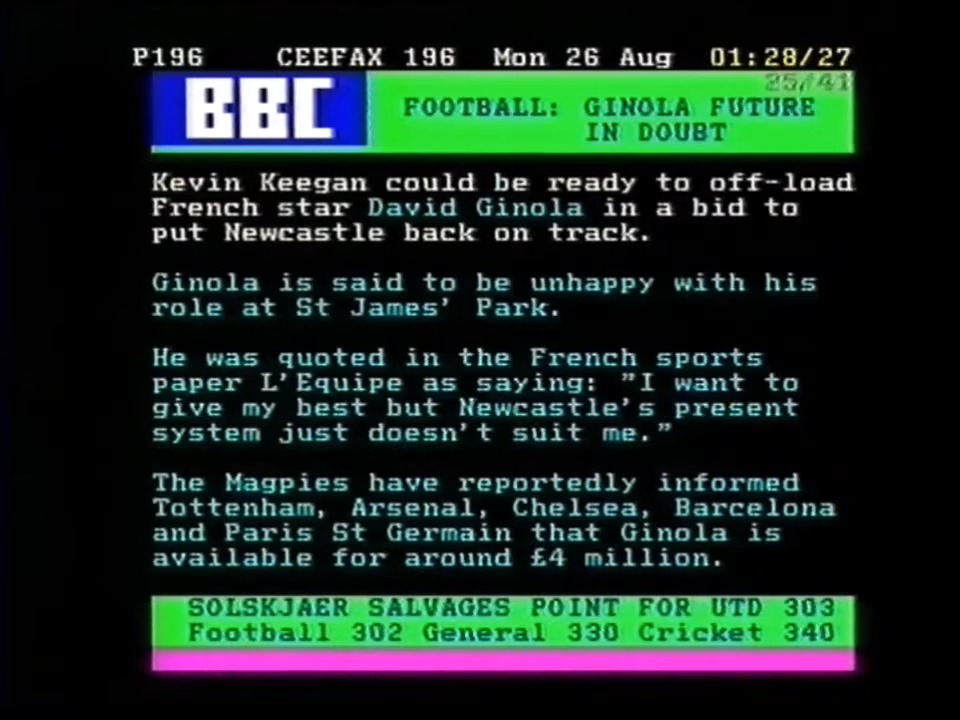 P196 CEEFAX 196 Mon 26 Aug 01:28/27
25/41
BBC
FOOTBALL: GINOLA FUTURE
IN DOUBT
Kevin Keegan could be ready to off-load
French star David Ginola in a bid to
put Newcastle back on track.
Ginola is said to be unhappy with his
role at St James' Park.
He was quoted in the French sports
paper L'Equipe as saying: "I want to
give my best but Newcastle's present
system just doesn't suit me."
The Magpies have reportedly informed
Tottenham, Arsenal, Chelsea, Barcelona
and Paris St Germain that Ginola is
available for around £4 million.
SOLSKJAER SALVAGES POINT FOR UTD 303
Football 302 General 330 Cricket 340